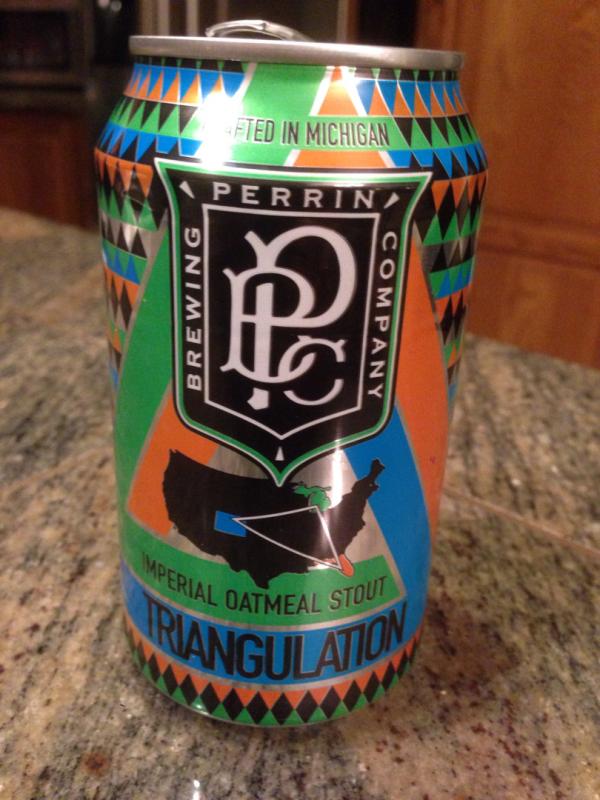 CRAFTED IN MICHIGAN
PERRIN
BREWING
COMPANY
PBC
IMPERIAL OATMEAL STOUT
TRIANGULATION